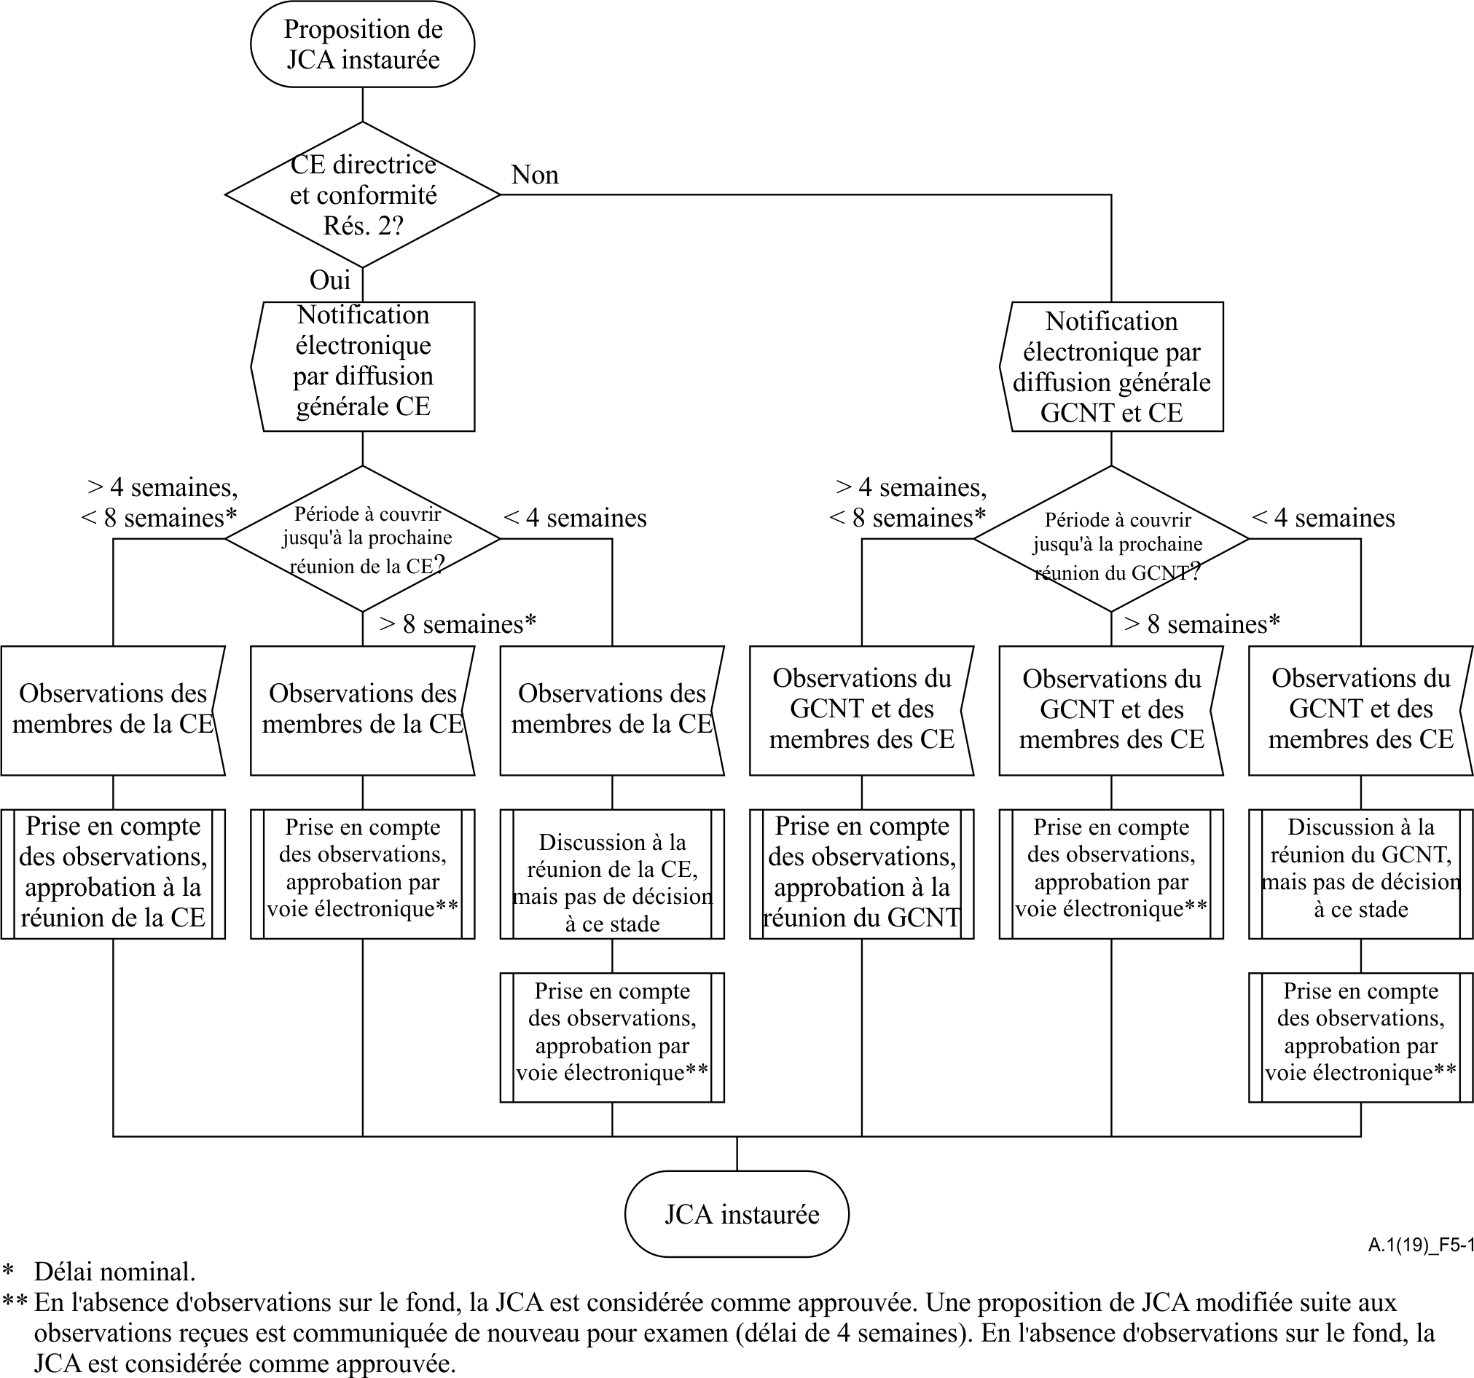 Proposition de
JCA instaurée
CE directrice
et conformité
Rés. 2?
Non
Oui
Notification
électronique
par diffusion
générale CE
Notification
électronique par
diffusion générale
GCNT et CE
> 4 semaines,
< 8 semaines*
Période à couvrir
jusqu'à la prochaine
réunion de la CE?
< 4 semaines
> 8 semaines*
> 4 semaines,
< 8 semaines*
Période à couvrir
jusqu'à la prochaine
réunion du GCNT?
< 4 semaines
> 8 semaines*
Observations des
membres de la CE
Observations des
membres de la CE
Observations des
membres de la CE
Observations du
GCNT et des
membres des CE
Observations du
GCNT et des
membres des CE
Observations du
GCNT et des
membres des CE
Prise en compte
des observations,
approbation à la
réunion de la CE
Prise en compte
des observations,
approbation par
voie électronique**
Discussion à la
réunion de la CE,
mais pas de décision
à ce stade
Prise en compte
des observations,
approbation à la
réunion du GCNT
Prise en compte
des observations,
approbation par
voie électronique**
Discussion à la
réunion du GCNT,
mais pas de décision
à ce stade
Prise en compte
des observations,
approbation par
voie électronique**
Prise en compte
des observations,
approbation par
voie électronique**
JCA instaurée
A.1(19)_F5-1
* Délai nominal.
** En l'absence d'observations sur le fond, la JCA est considérée comme approuvée. Une proposition de JCA modifiée suite aux
observations reçues est communiquée de nouveau pour examen (délai de 4 semaines). En l'absence d'observations sur le fond, la
JCA est considérée comme approuvée.